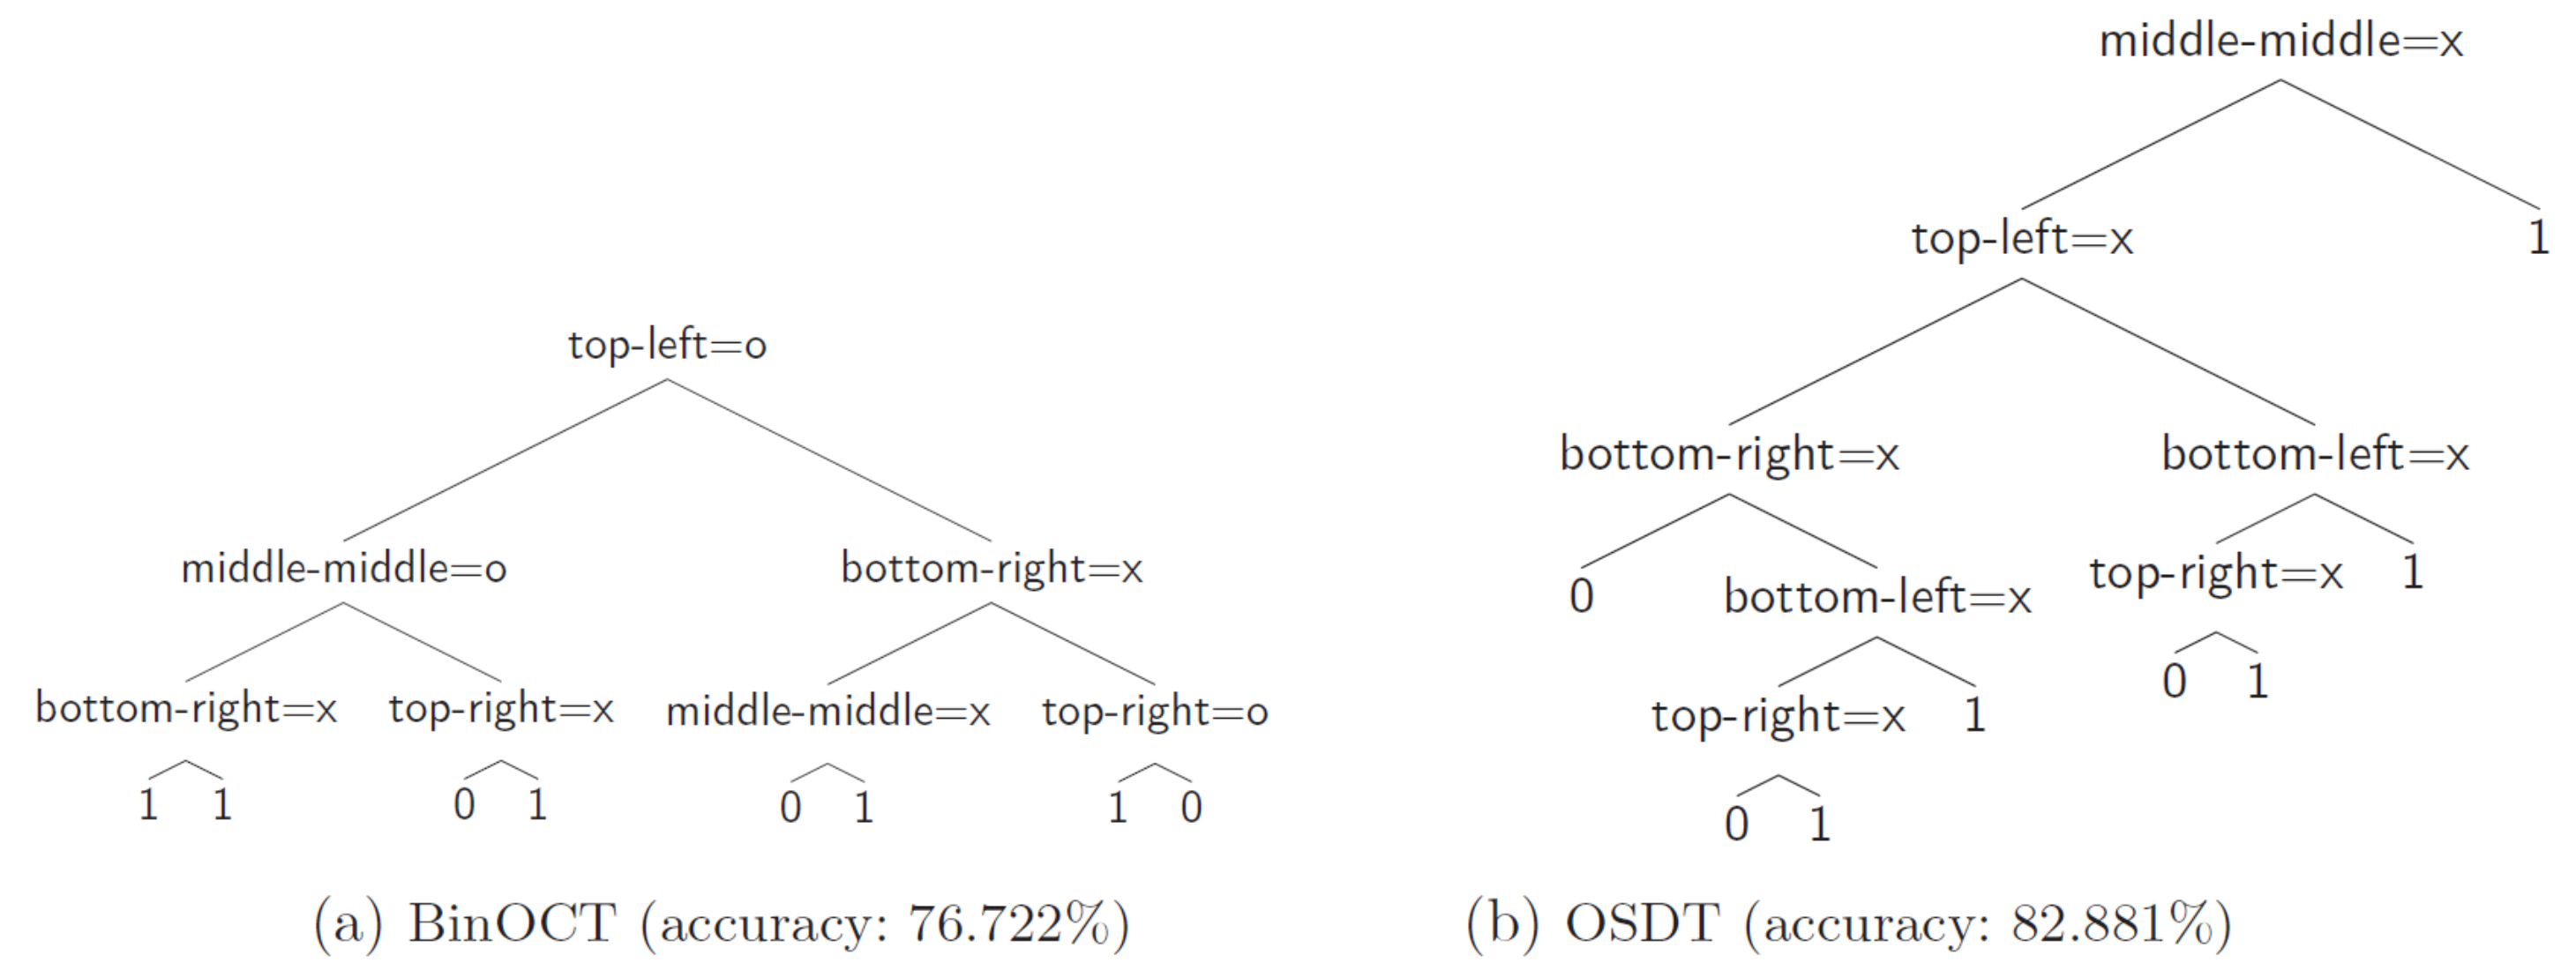 middle-middle=x
top-left=x
1
top-left=o
bottom-right=x
bottom-left=x
middle-middle=o
bottom-right=x
0
bottom-left=x
top-right=x
1
bottom-right=x
top-right=x
middle-middle=x
top-right=o
top-right=x
1
0
1
1
1
0
1
0
1
1
0
0
1
(a) BinOCT (accuracy: 76.722%)
(b) OSDT (accuracy: 82.881%)